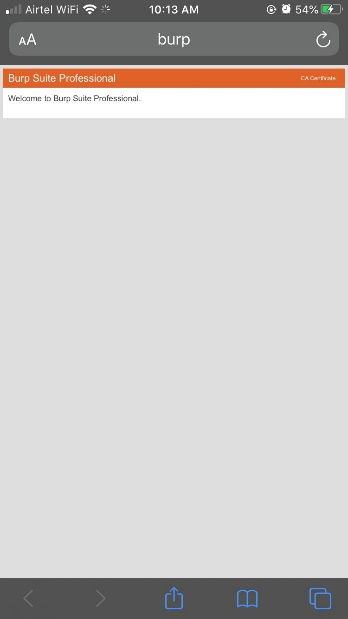 Airtel WiFi 10:13 AM 54%
AA burp
Burp Suite Professional CA Certificate
Welcome to Burp Suite Professional.